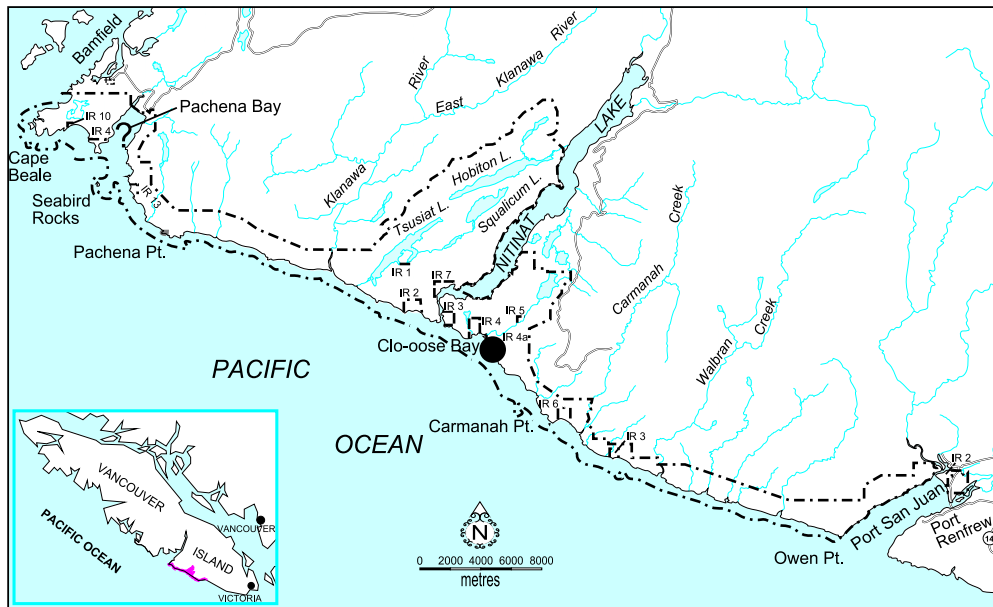 Bamfield
River
Klanawa
River
East
Pachena Bay
IR 10
IR 4
LAKE
Cape
Beale
Klanawa
Hobiton L.
IR 13
Seabird
Rocks
Squalicum L.
Creek
Tsusiat L.
Pachena Pt.
NITINAT
IR 1
IR 7
Carmanah
IR 2
IR 3
IR 4
IR 5
Creek
IR 4a
Clo-oose Bay
Walbran
PACIFIC
IR 6
Carmanah Pt.
OCEAN
IR 3
IR 2
VANCOUVER
Port San Juan
VANCOUVER
PACIFIC OCEAN
ISLAND
VICTORIA
N
Port
Renfrew
14
Owen Pt.
0 2000 4000 6000 8000
metres